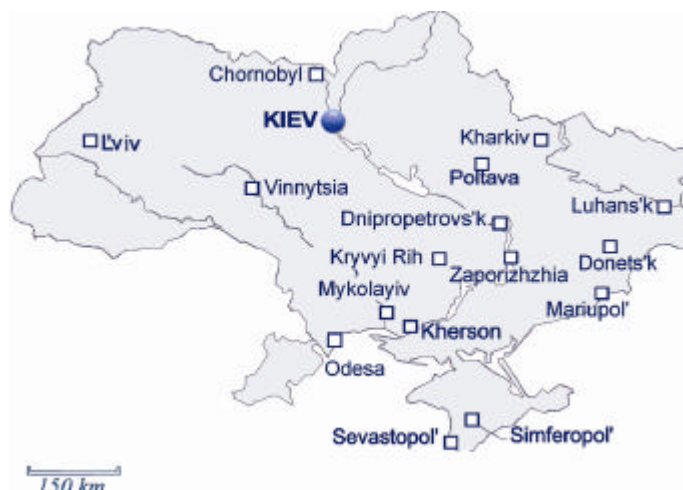 Chornobyl
KIEV
L'viv
Kharkiv
Poltava
Vinnytsia
Luhans'k
Dnipropetrovs'k
Kryvyi Rih
Donets'k
Zaporizhzhia
Mykolayiv
Mariupol'
Kherson
Odesa
Sevastopol'
Simferopol'
150 km